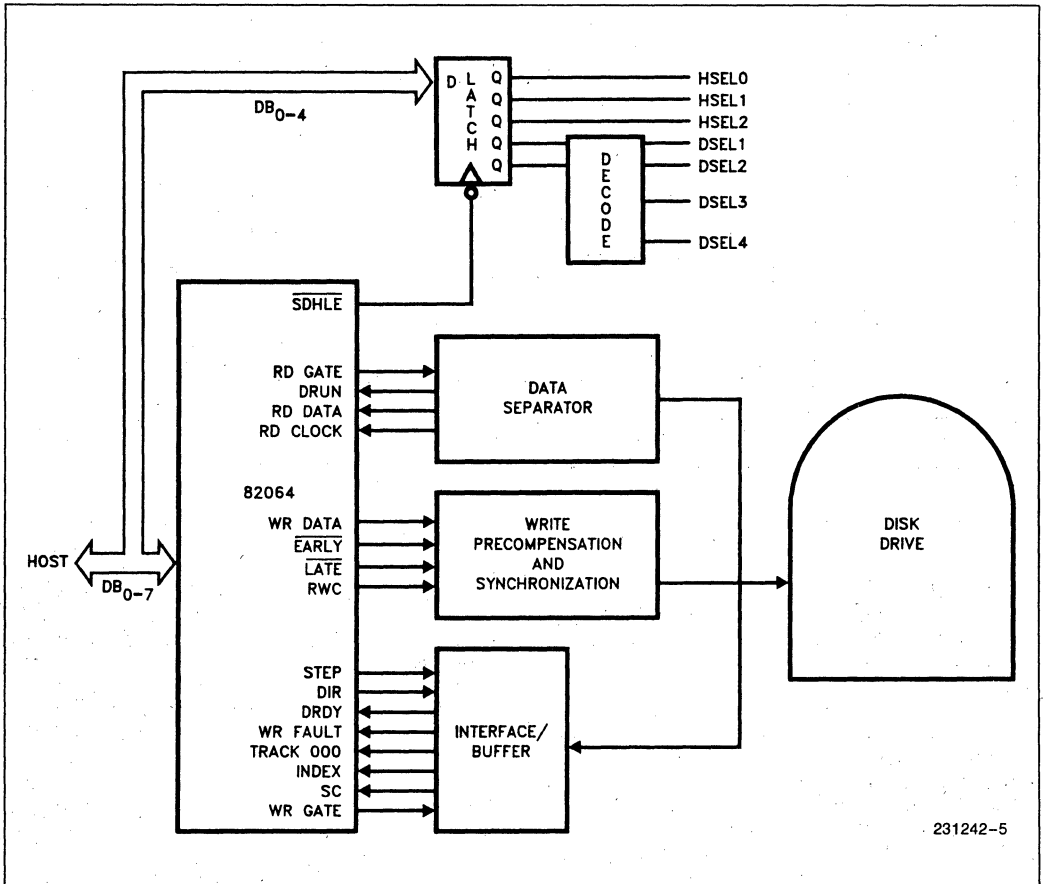 D LATCH Q
Q
Q
Q
Q
HSEL0
HSEL1
HSEL2
DSEL1
DSEL2
DSEL3
DSEL4
DECODE
DB0-4
HOST
DB0-7
82064
SDHLE
RD GATE
DRUN
RD DATA
RD CLOCK
WR DATA
EARLY
LATE
RWC
STEP
DIR
DRDY
WR FAULT
TRACK 000
INDEX
SC
WR GATE
DATA
SEPARATOR
WRITE
PRECOMPENSATION
AND
SYNCHRONIZATION
INTERFACE/
BUFFER
DISK
DRIVE
231242-5